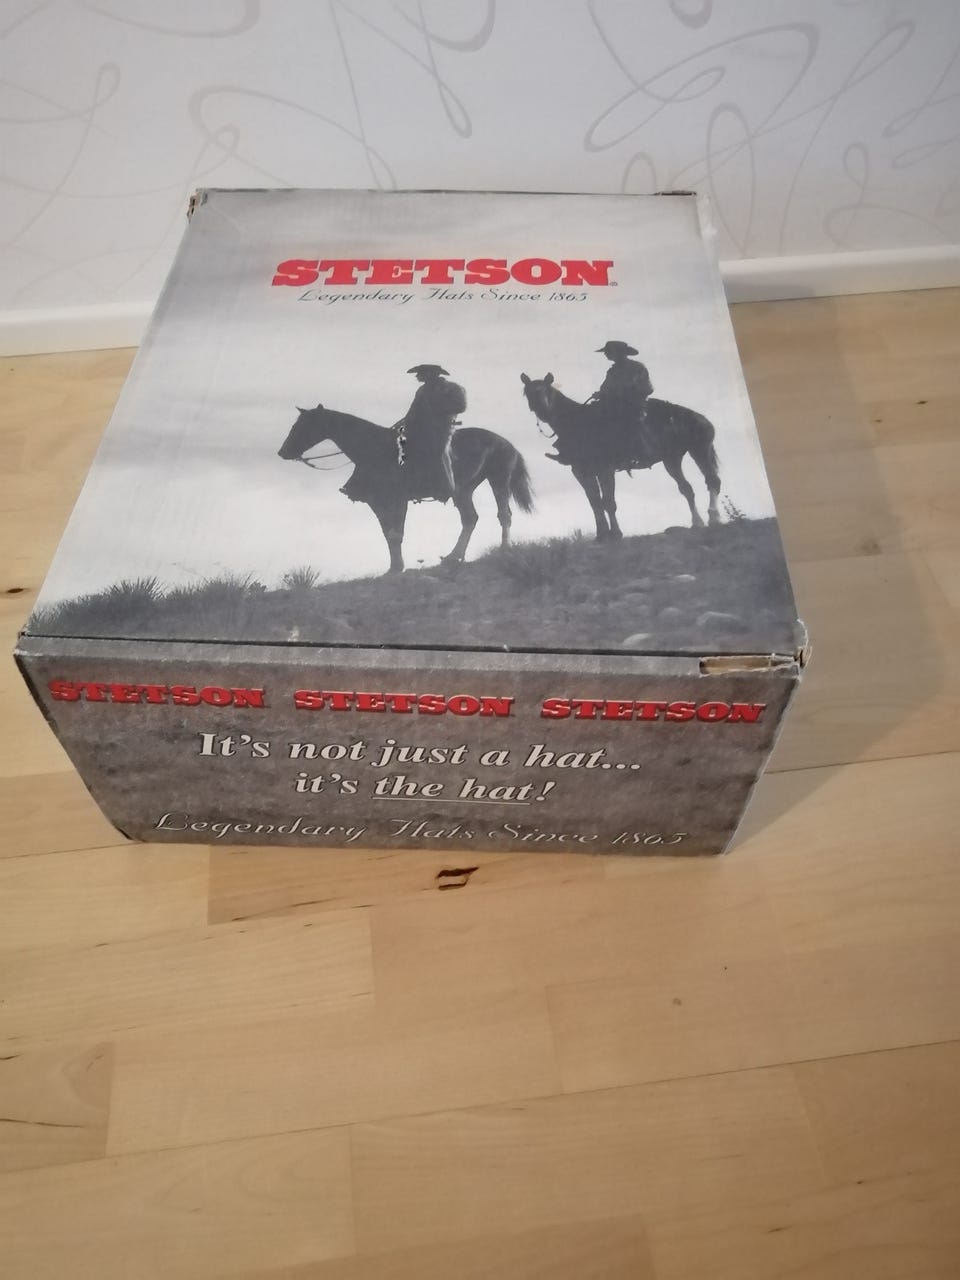 STETSON®
Legendary Hats Since 1865
STETSON STETSON STETSON
It's not just a hat...
it's the hat!
Legendary Hats Since 1865